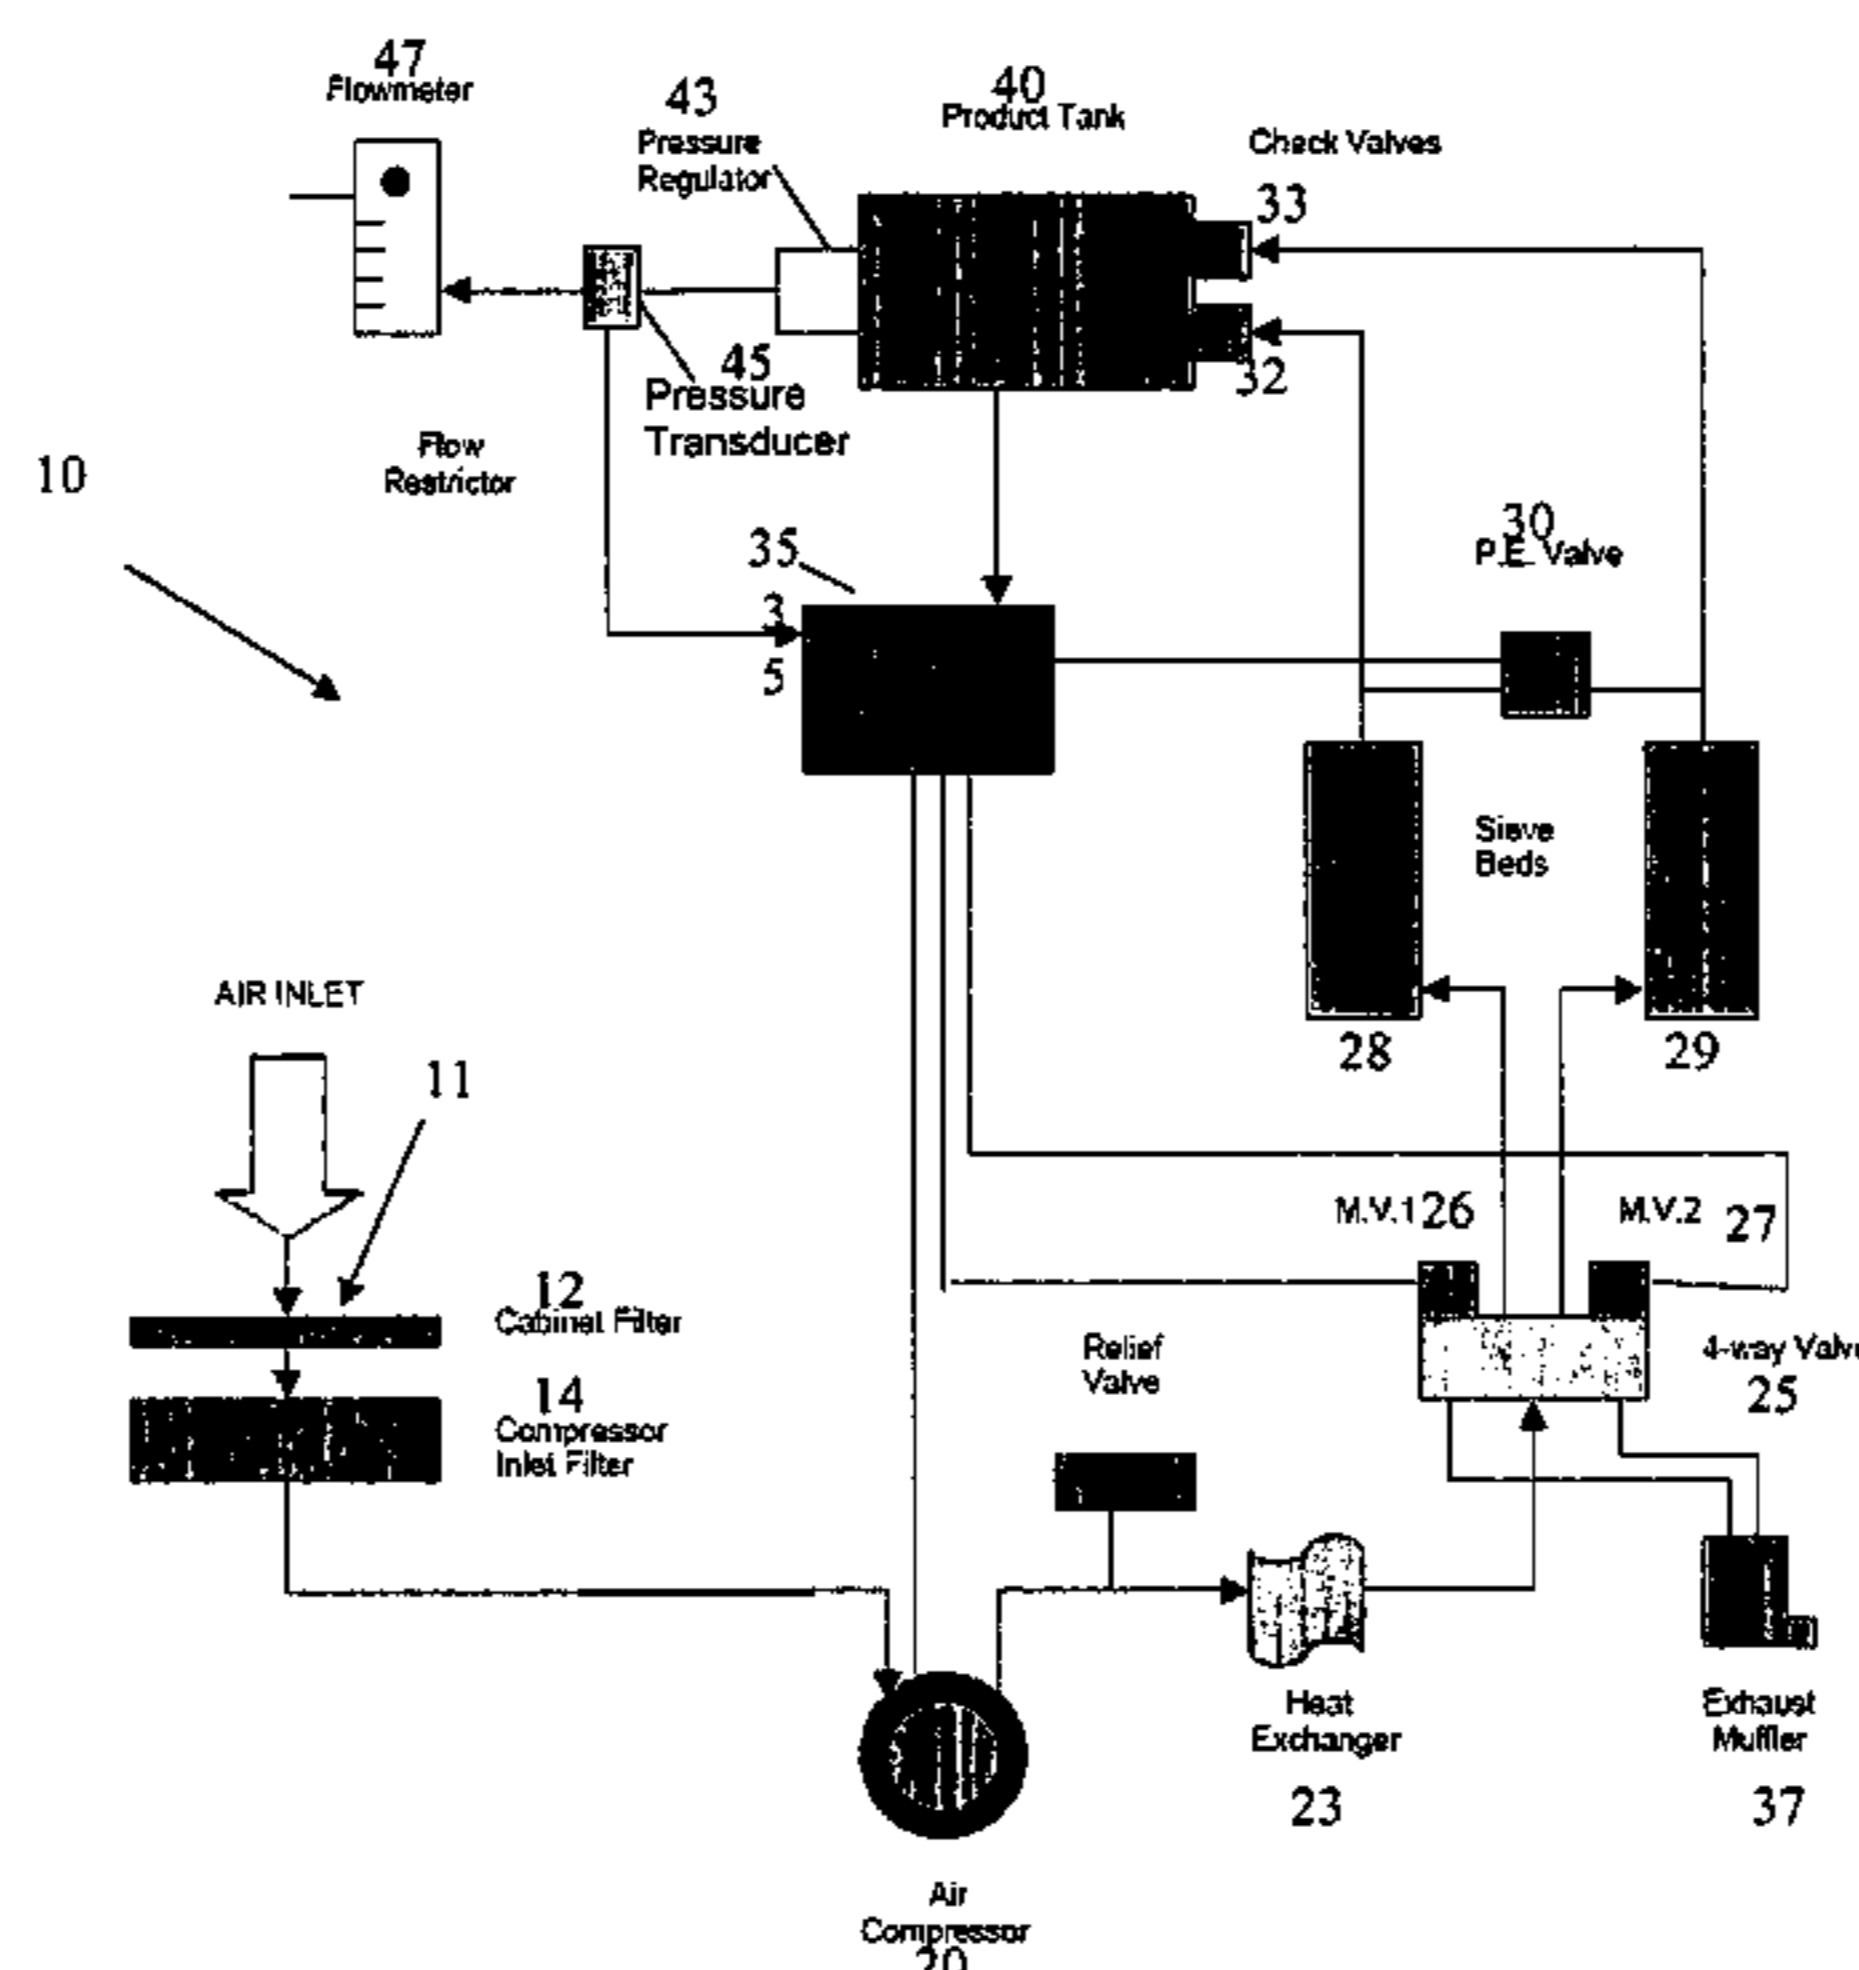 47
Flowmeter
43
Pressure
Regulator
40
Product Tank
Check Valves
33
32
45
Pressure
Transducer
Flow
Restrictor
10
35
3
5
30
P.E. Valve
Sieve
Beds
28
29
AIR INLET
11
M.V.1 26
M.V.2 27
12
Cabinet Filter
14
Compressor
Inlet Filter
Relief
Valve
4-way Valve
25
Heat
Exchanger
23
Exhaust
Muffler
37
Air
Compressor
20